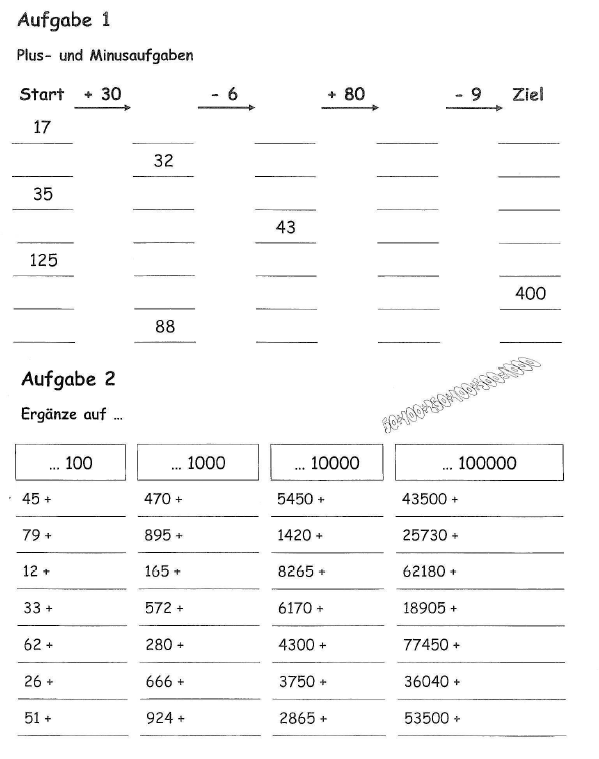 Aufgabe 1
Plus- und Minusaufgaben
Start + 30 - 6 + 80 - 9 Ziel
17
32
35
43
125
400
88
Aufgabe 2
Ergänze auf ...
... 100 ... 1000 ... 10000 ... 100000
45 + 470 + 5450 + 43500 +
79 + 895 + 1420 + 25730 +
12 + 165 + 8265 + 62180 +
33 + 572 + 6170 + 18905 +
62 + 280 + 4300 + 77450 +
26 + 666 + 3750 + 36040 +
51 + 924 + 2865 + 53500 +